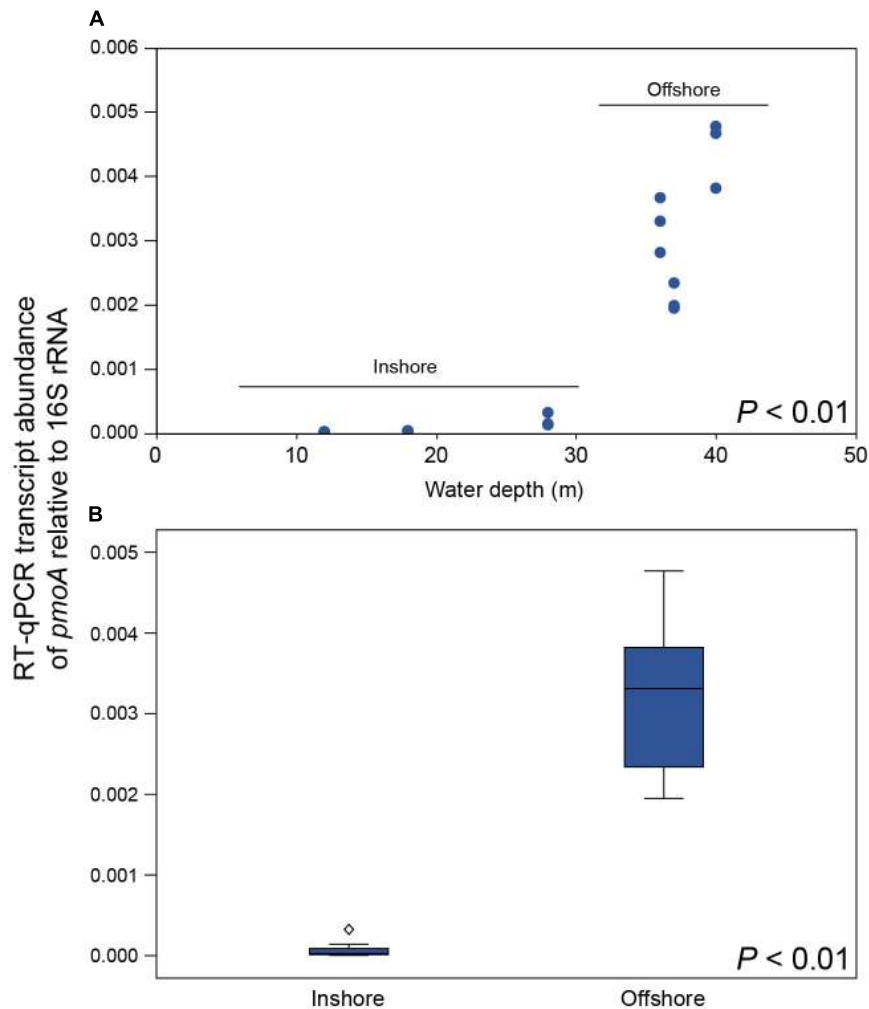 A
0.006
0.005
0.004
0.003
0.002
0.001
0.000
Offshore
Inshore
P < 0.01
0 10 20 30 40 50
Water depth (m)
RT-qPCR transcript abundance
of pmoA relative to 16S rRNA
B
0.005
0.004
0.003
0.002
0.001
0.000
P < 0.01
Inshore Offshore